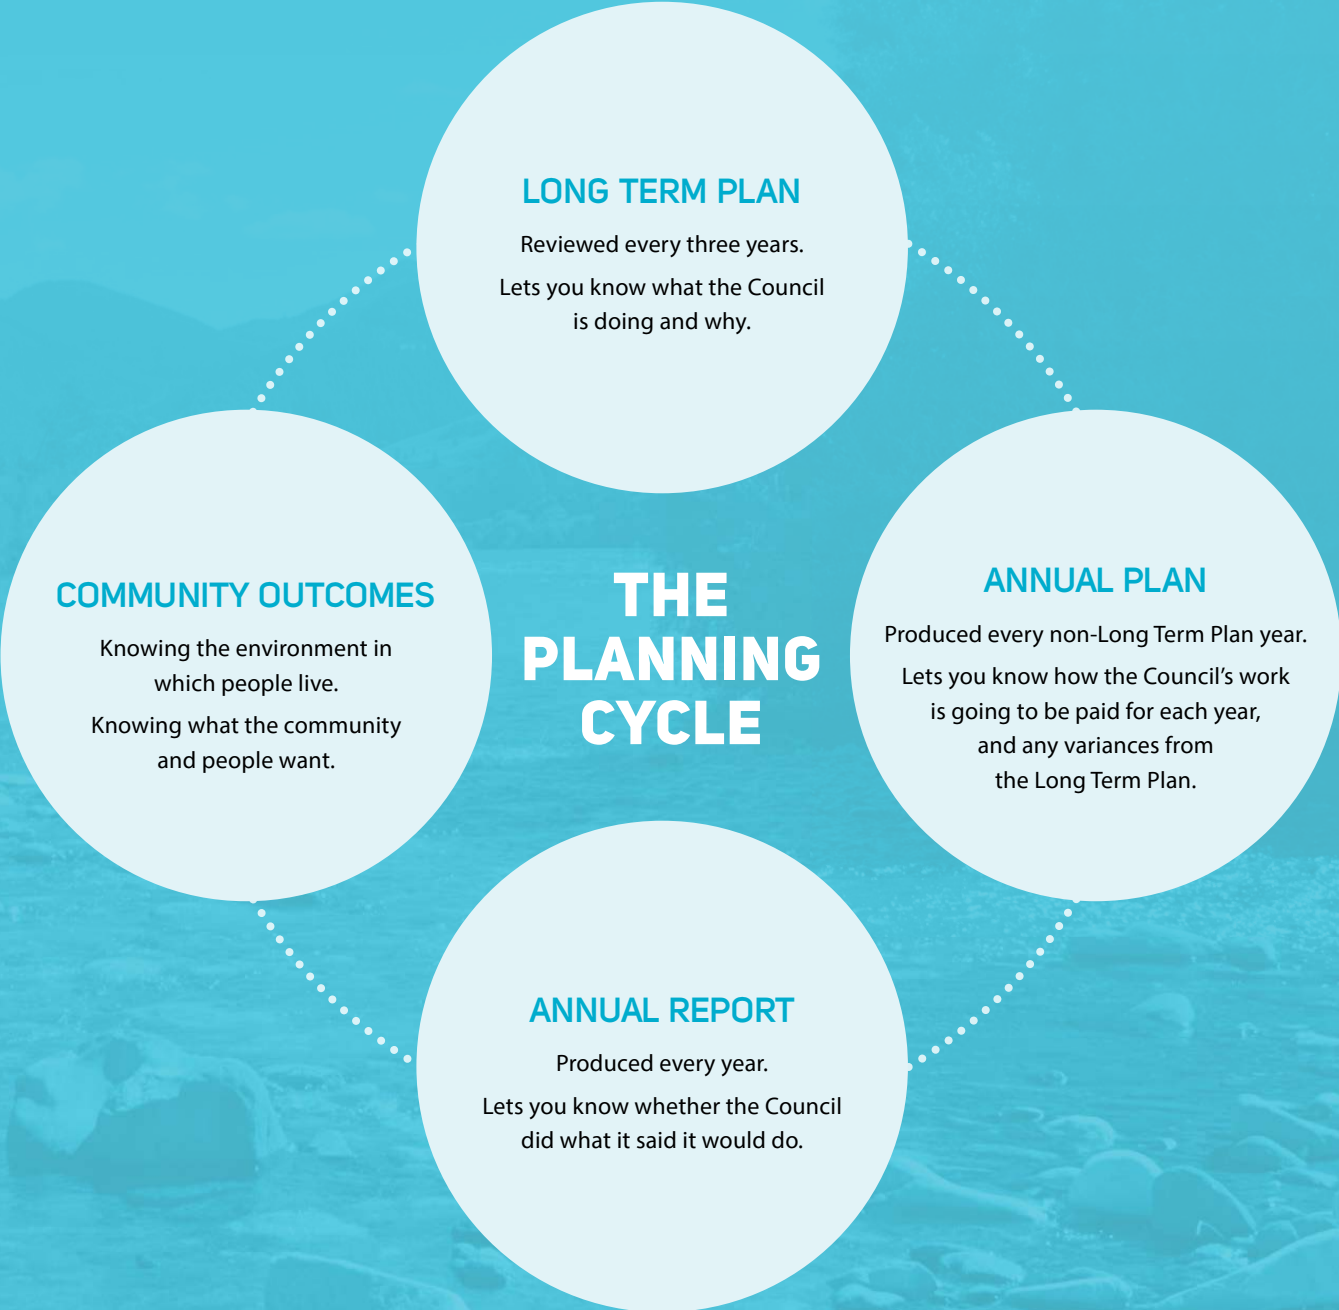 LONG TERM PLAN
Reviewed every three years.
Lets you know what the Council
is doing and why.
COMMUNITY OUTCOMES
Knowing the environment in
which people live.
Knowing what the community
and people want.
THE
PLANNING
CYCLE
ANNUAL PLAN
Produced every non-Long Term Plan year.
Lets you know how the Council’s work
is going to be paid for each year,
and any variances from
the Long Term Plan.
ANNUAL REPORT
Produced every year.
Lets you know whether the Council
did what it said it would do.